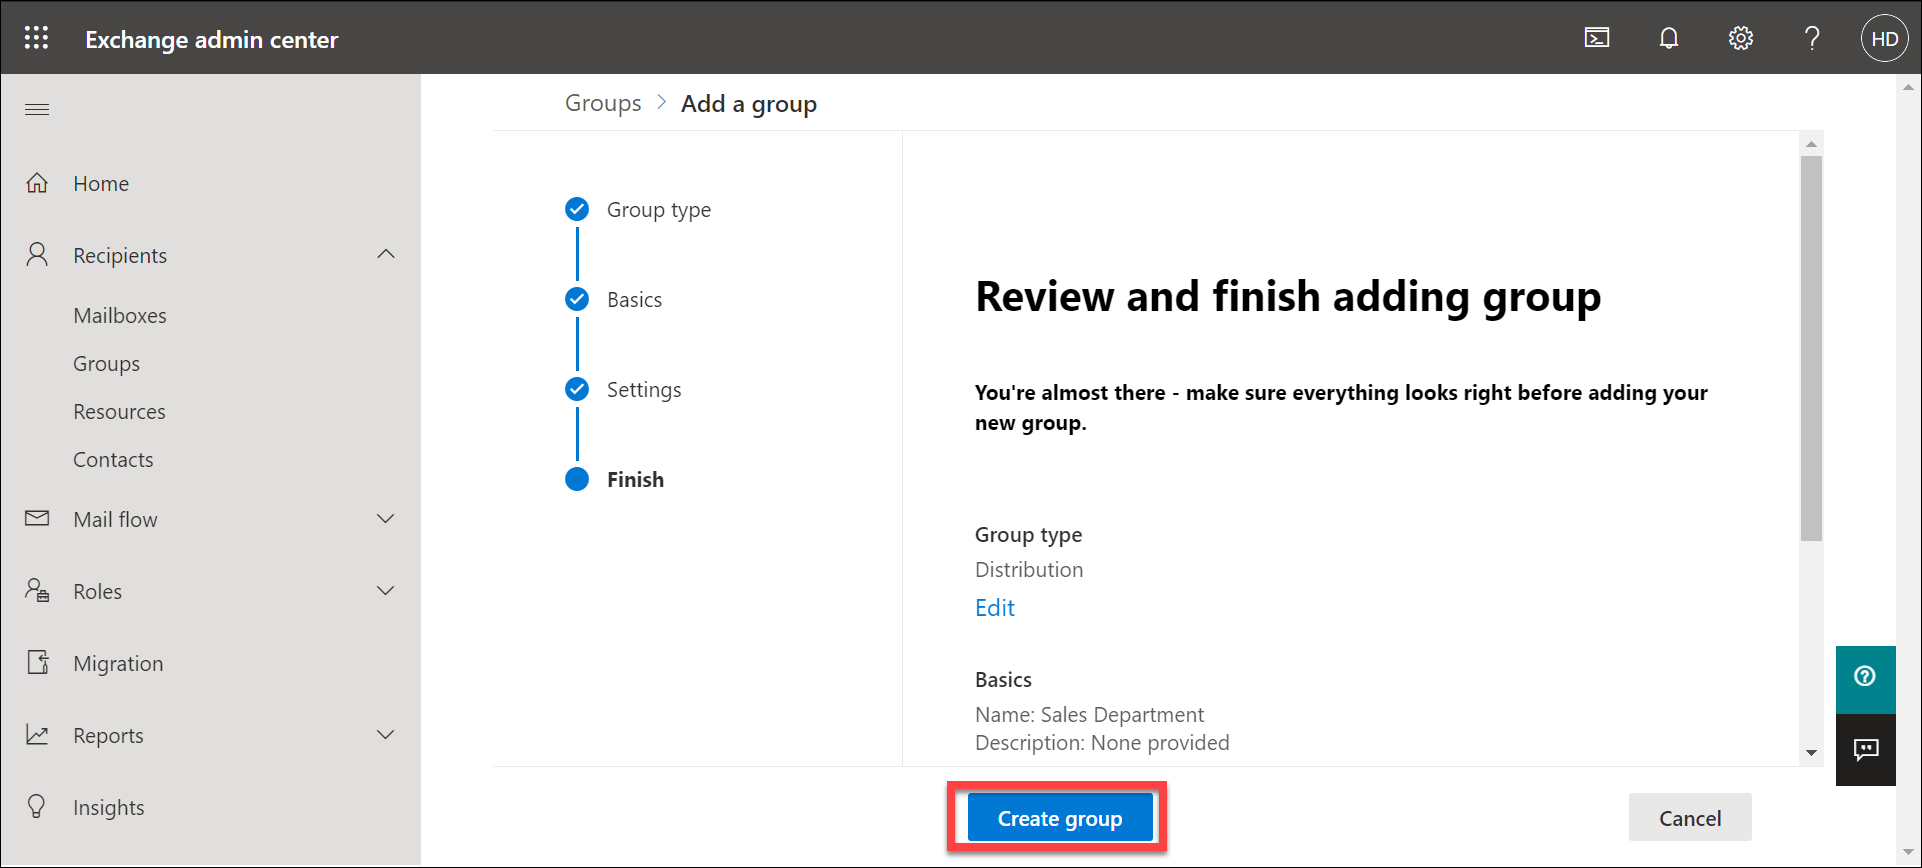 Exchange admin center
HD
Home
Recipients
Mailboxes
Groups
Resources
Contacts
Mail flow
Roles
Migration
Reports
Insights
Groups > Add a group
Group type
Basics
Settings
Finish
Review and finish adding group
You're almost there - make sure everything looks right before adding your
new group.
Group type
Distribution
Edit
Basics
Name: Sales Department
Description: None provided
Create group
Cancel